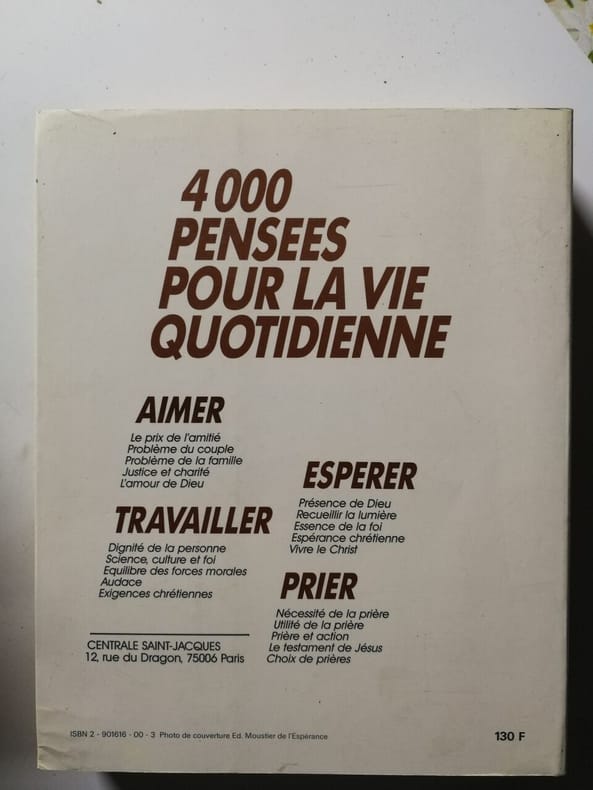 4 000
PENSEES
POUR LA VIE
QUOTIDIENNE
AIMER
Le prix de l'amitié
Problème du couple
Problème de la famille
Justice et charité
L'amour de Dieu
ESPERER
Présence de Dieu
Recueillir la lumière
Essence de la foi
Espérance chrétienne
Vivre le Christ
TRAVAILLER
Dignité de la personne
Science, culture et foi
Equilibre des forces morales
Audace
Exigences chrétiennes
PRIER
Nécessité de la prière
Utilité de la prière
Prière et action
Le testament de Jésus
Choix de prières
CENTRALE SAINT-JACQUES
12, rue du Dragon, 75006 Paris
ISBN 2 - 901616 - 00 - 3 Photo de couverture Ed. Moustier de l'Espérance
130 F